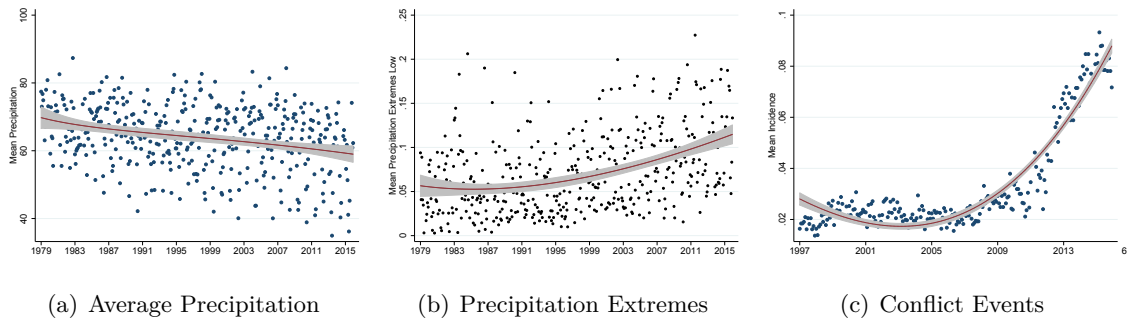 Mean Precipitation
100
80
60
40
1979 1983 1987 1991 1995 1999 2003 2007 2011 2015
(a) Average Precipitation
Mean Precipitation Extremes Low
.25
.2
.15
.1
.05
0
1979 1983 1987 1991 1995 1999 2003 2007 2011 2015
(b) Precipitation Extremes
Mean Incidence
.1
.08
.06
.04
.02
1997 2001 2005 2009 2013 6
(c) Conflict Events